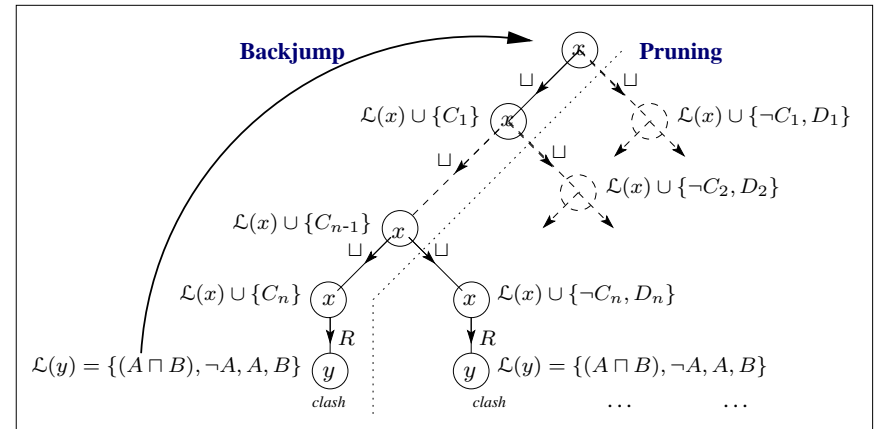 Backjump
x
Pruning
⊔ ⊔
ℒ(x) ∪ {C₁}
x
ℒ(x) ∪ {¬C₁, D₁}
⊔ ⊔
ℒ(x) ∪ {¬C₂, D₂}
ℒ(x) ∪ {Cₙ₋₁}
x
⊔ ⊔
ℒ(x) ∪ {Cₙ}
x
x
ℒ(x) ∪ {¬Cₙ, Dₙ}
R
R
ℒ(y) = {(A ⊓ B), ¬A, A, B}
y
y
ℒ(y) = {(A ⊓ B), ¬A, A, B}
clash
clash
... ...